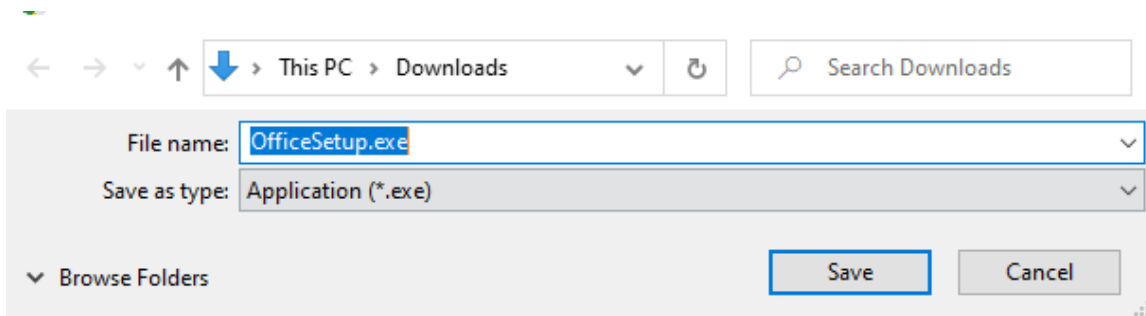 This PC > Downloads
Search Downloads
File name: OfficeSetup.exe
Save as type: Application (*.exe)
Browse Folders
Save
Cancel